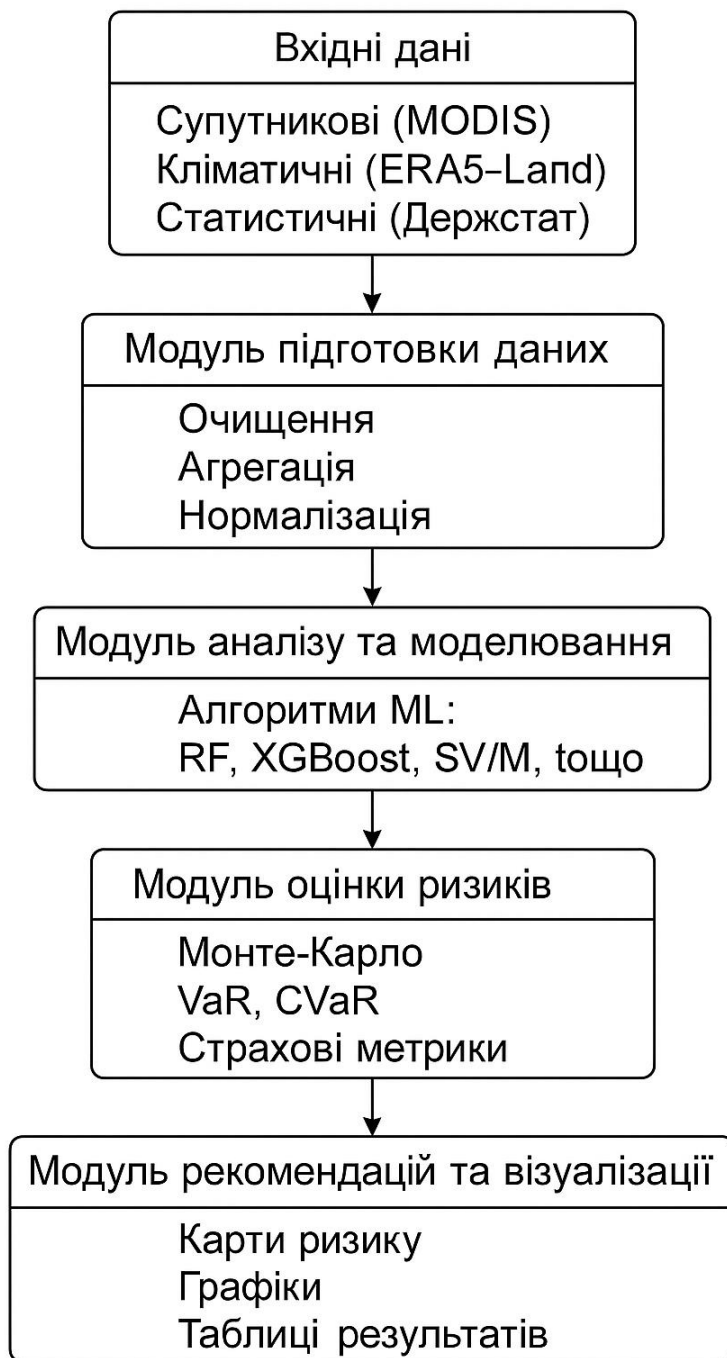 Вхідні дані
Супутникові (MODIS)
Кліматичні (ERA5–Land)
Статистичні (Держстат)
Модуль підготовки даних
Очищення
Агрегація
Нормалізація
Модуль аналізу та моделювання
Алгоритми ML:
RF, XGBoost, SV/M, тощо
Модуль оцінки ризиків
Монте-Карло
VaR, CVaR
Страхові метрики
Модуль рекомендацій та візуалізації
Карти ризику
Графіки
Таблиці результатів